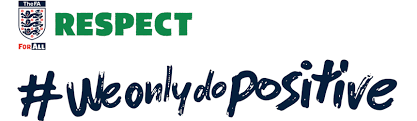 TheFA
RESPECT
FOR ALL
#Weonlydopositive